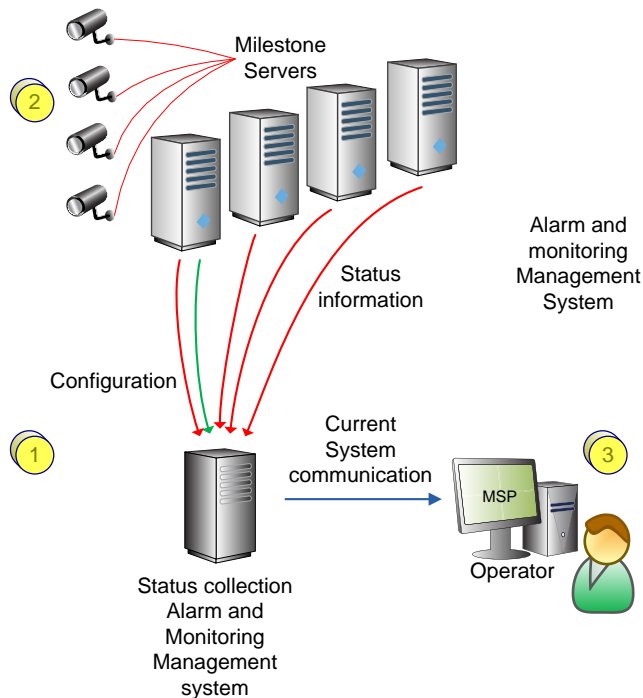 Milestone
Servers
2
Alarm and
monitoring
Management
System
Status
information
Configuration
1
Current
System
communication
3
MSP
Operator
Status collection
Alarm and
Monitoring
Management
system